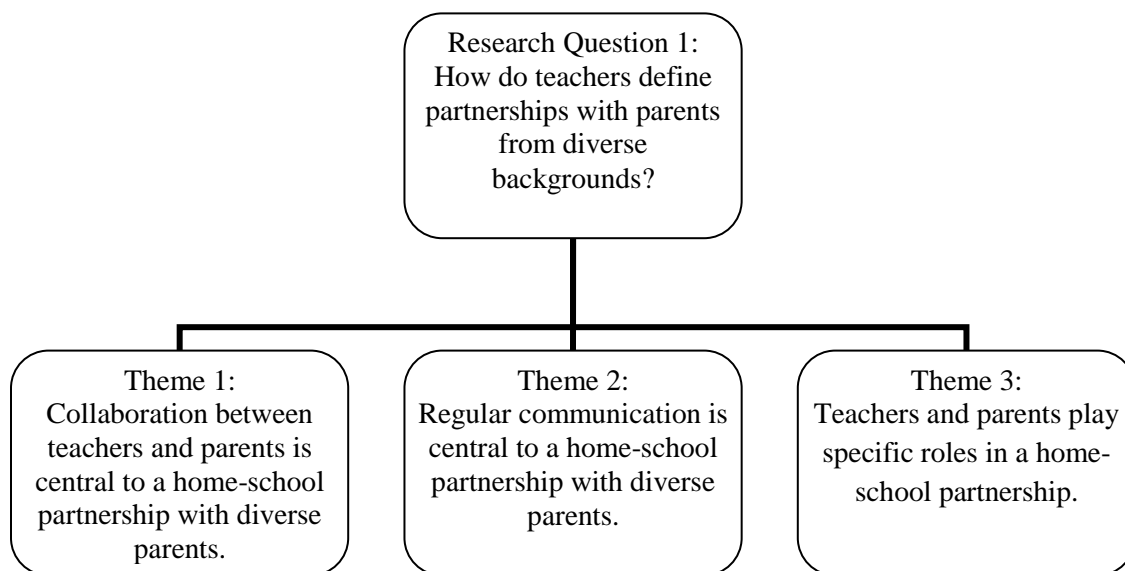 Research Question 1:
How do teachers define
partnerships with parents
from diverse
backgrounds?
Theme 1:
Collaboration between
teachers and parents is
central to a home-school
partnership with diverse
parents.
Theme 2:
Regular communication is
central to a home-school
partnership with diverse
parents.
Theme 3:
Teachers and parents play
specific roles in a home-
school partnership.